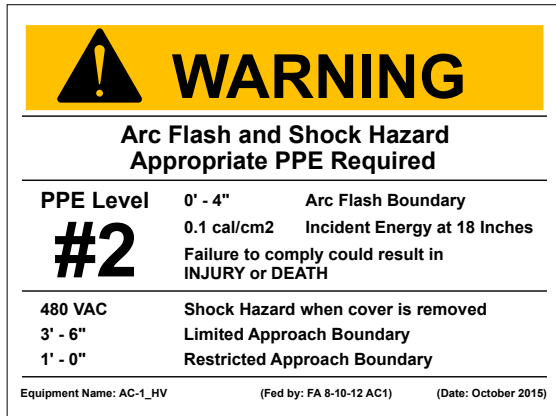 WARNING
Arc Flash and Shock Hazard
Appropriate PPE Required
PPE Level
#2
0' - 4" Arc Flash Boundary
0.1 cal/cm2 Incident Energy at 18 Inches
Failure to comply could result in
INJURY or DEATH
480 VAC Shock Hazard when cover is removed
3' - 6" Limited Approach Boundary
1' - 0" Restricted Approach Boundary
Equipment Name: AC-1_HV (Fed by: FA 8-10-12 AC1) (Date: October 2015)